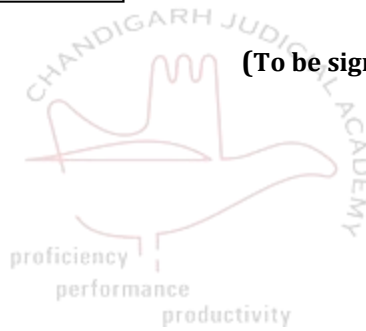 CHANDIGARH JUDICIAL ACADEMY
(To be sign
proficiency
performance
productivity